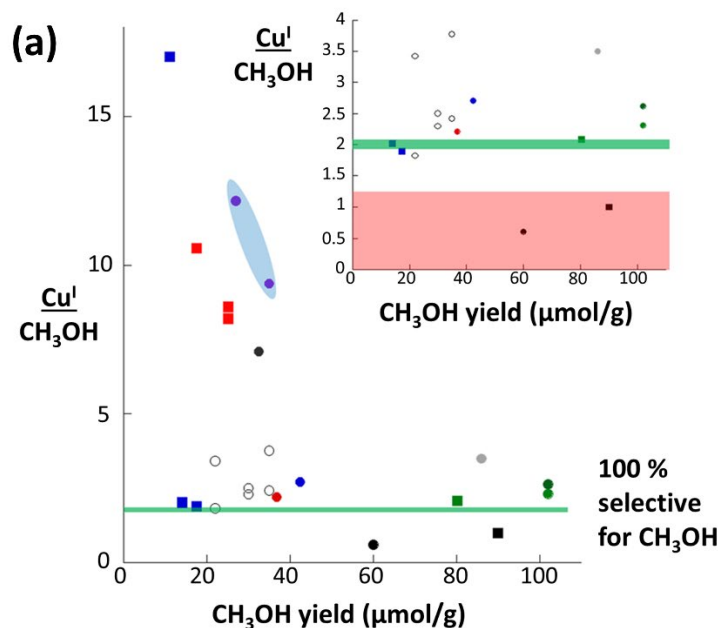 (a)
Cuᴵ
CH₃OH
15
10
5
0
0 20 40 60 80 100
CH₃OH yield (μmol/g)
Cuᴵ
CH₃OH
4
3.5
3
2.5
2
1.5
1
0.5
0
0 20 40 60 80 100
CH₃OH yield (μmol/g)
100 %
selective
for CH₃OH